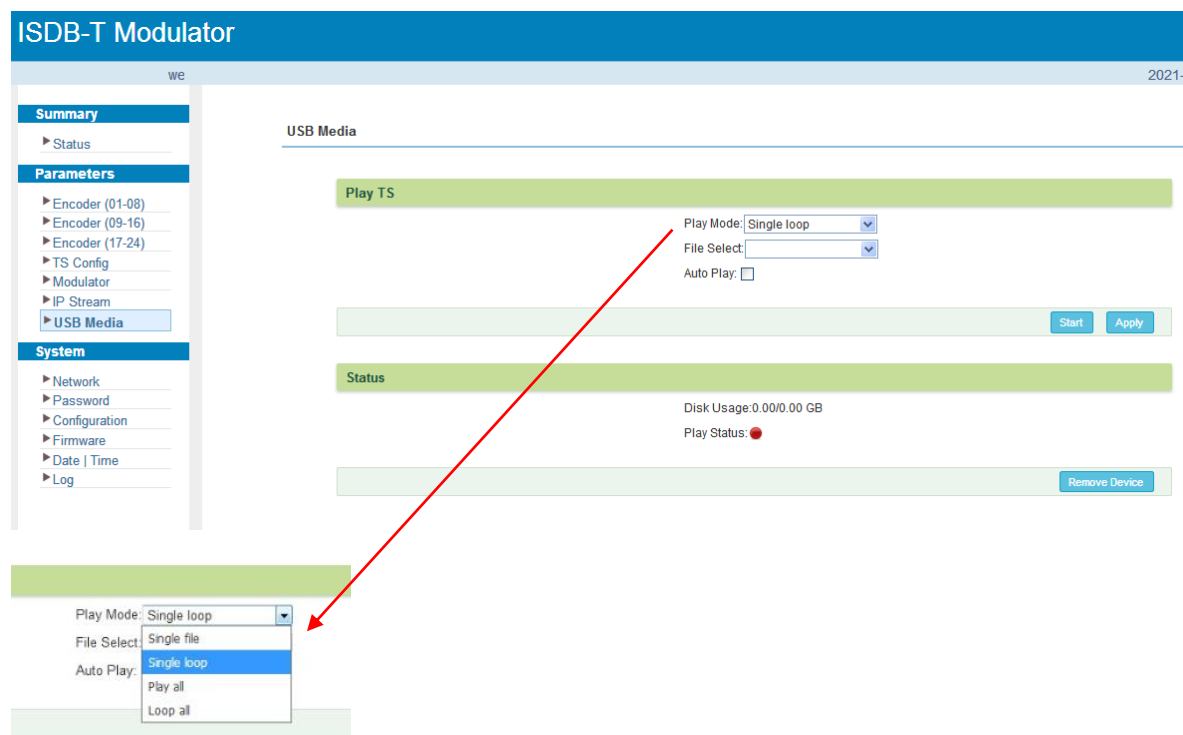 ISDB-T Modulator
we
2021-
Summary
Status
Parameters
Encoder (01-08)
Encoder (09-16)
Encoder (17-24)
TS Config
Modulator
IP Stream
USB Media
System
Network
Password
Configuration
Firmware
Date | Time
Log
USB Media
Play TS
Play Mode: Single loop
File Select:
Auto Play:
Start Apply
Status
Disk Usage:0.00/0.00 GB
Play Status:
Remove Device
Play Mode: Single loop
File Select:
Auto Play:
Single file
Single loop
Play all
Loop all